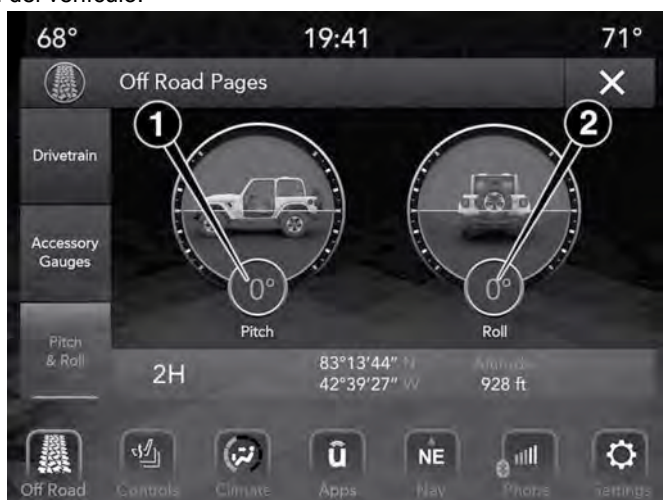 del vehículo.
68° 19:41 71°
Off Road Pages X
1 2
Drivetrain
Accessory
Gauges
0° 0°
Pitch Roll
Pitch
& Roll
2H
83°13'44" N Altitude
42°39'27" W 928 ft
û NE
Off Road Controls Climate Apps Nav Phone Settings